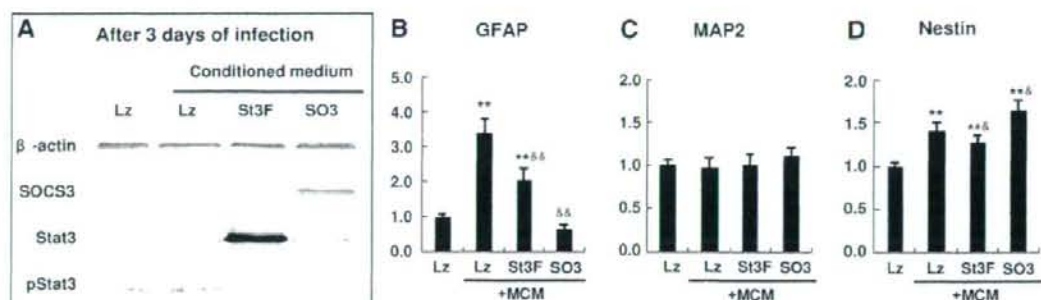 A
After 3 days of infection
Conditioned medium
Lz Lz St3F SO3
β -actin
SOCS3
Stat3
pStat3
B GFAP
5.0
4.0
3.0
2.0
1.0
0.0
**
**&&
&&
Lz Lz St3F SO3
+MCM
C MAP2
2.0
1.5
1.0
0.5
0.0
Lz Lz St3F SO3
+MCM
D Nestin
2.0
1.5
1.0
0.5
0.0
**
**&
**&
Lz Lz St3F SO3
+MCM